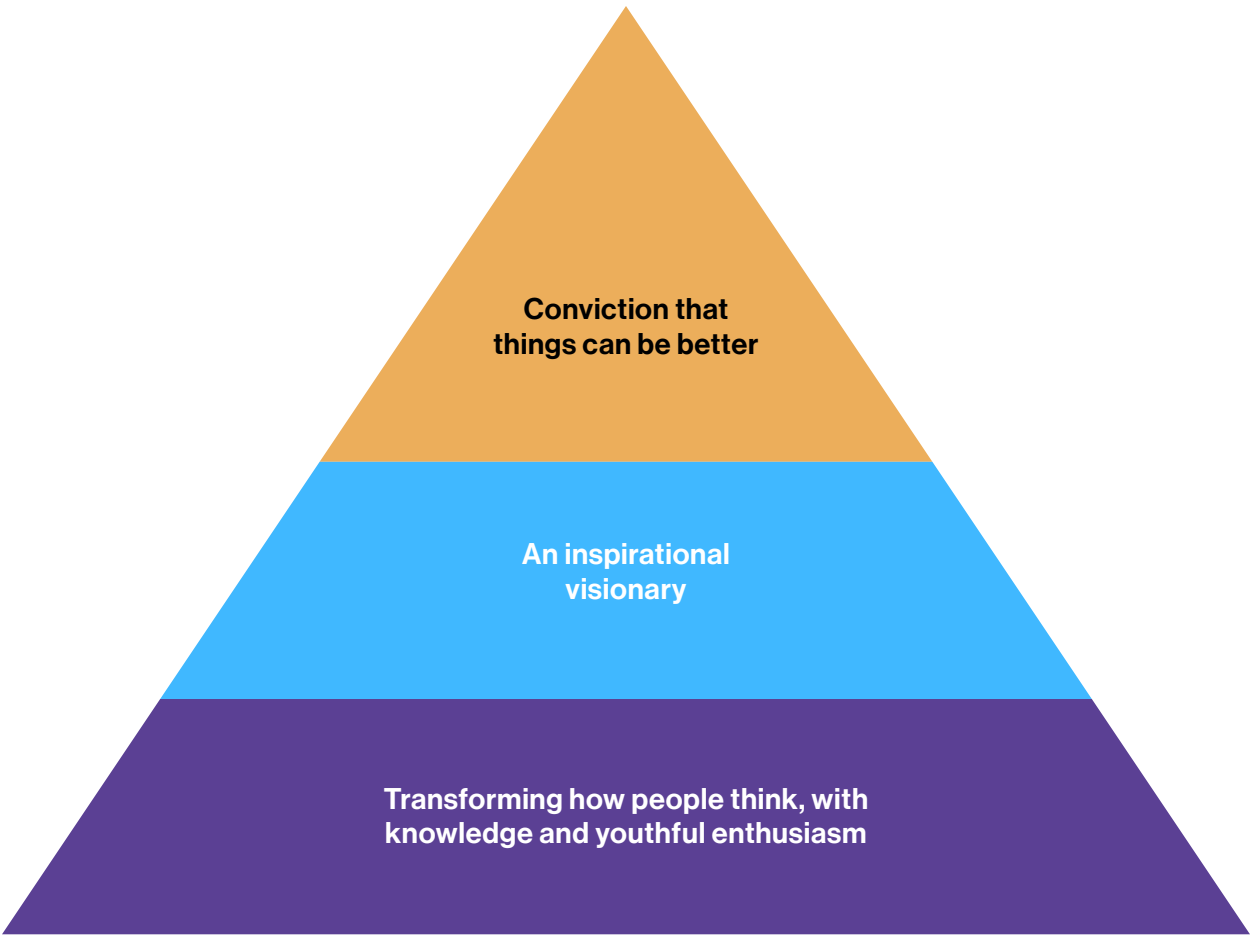 Conviction that
things can be better
An inspirational
visionary
Transforming how people think, with
knowledge and youthful enthusiasm